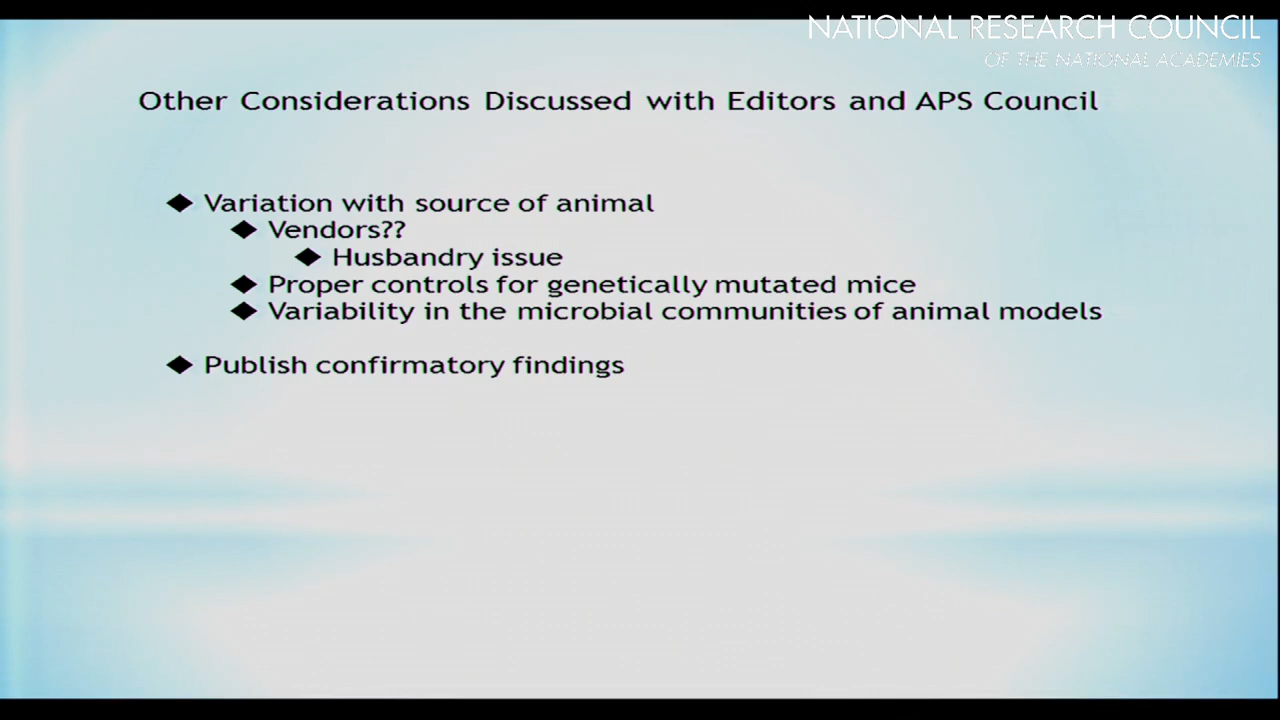 NATIONAL RESEARCH COUNCIL
OF THE NATIONAL ACADEMIES
Other Considerations Discussed with Editors and APS Council
Variation with source of animal
Vendors??
Husbandry issue
Proper controls for genetically mutated mice
Variability in the microbial communities of animal models
Publish confirmatory findings